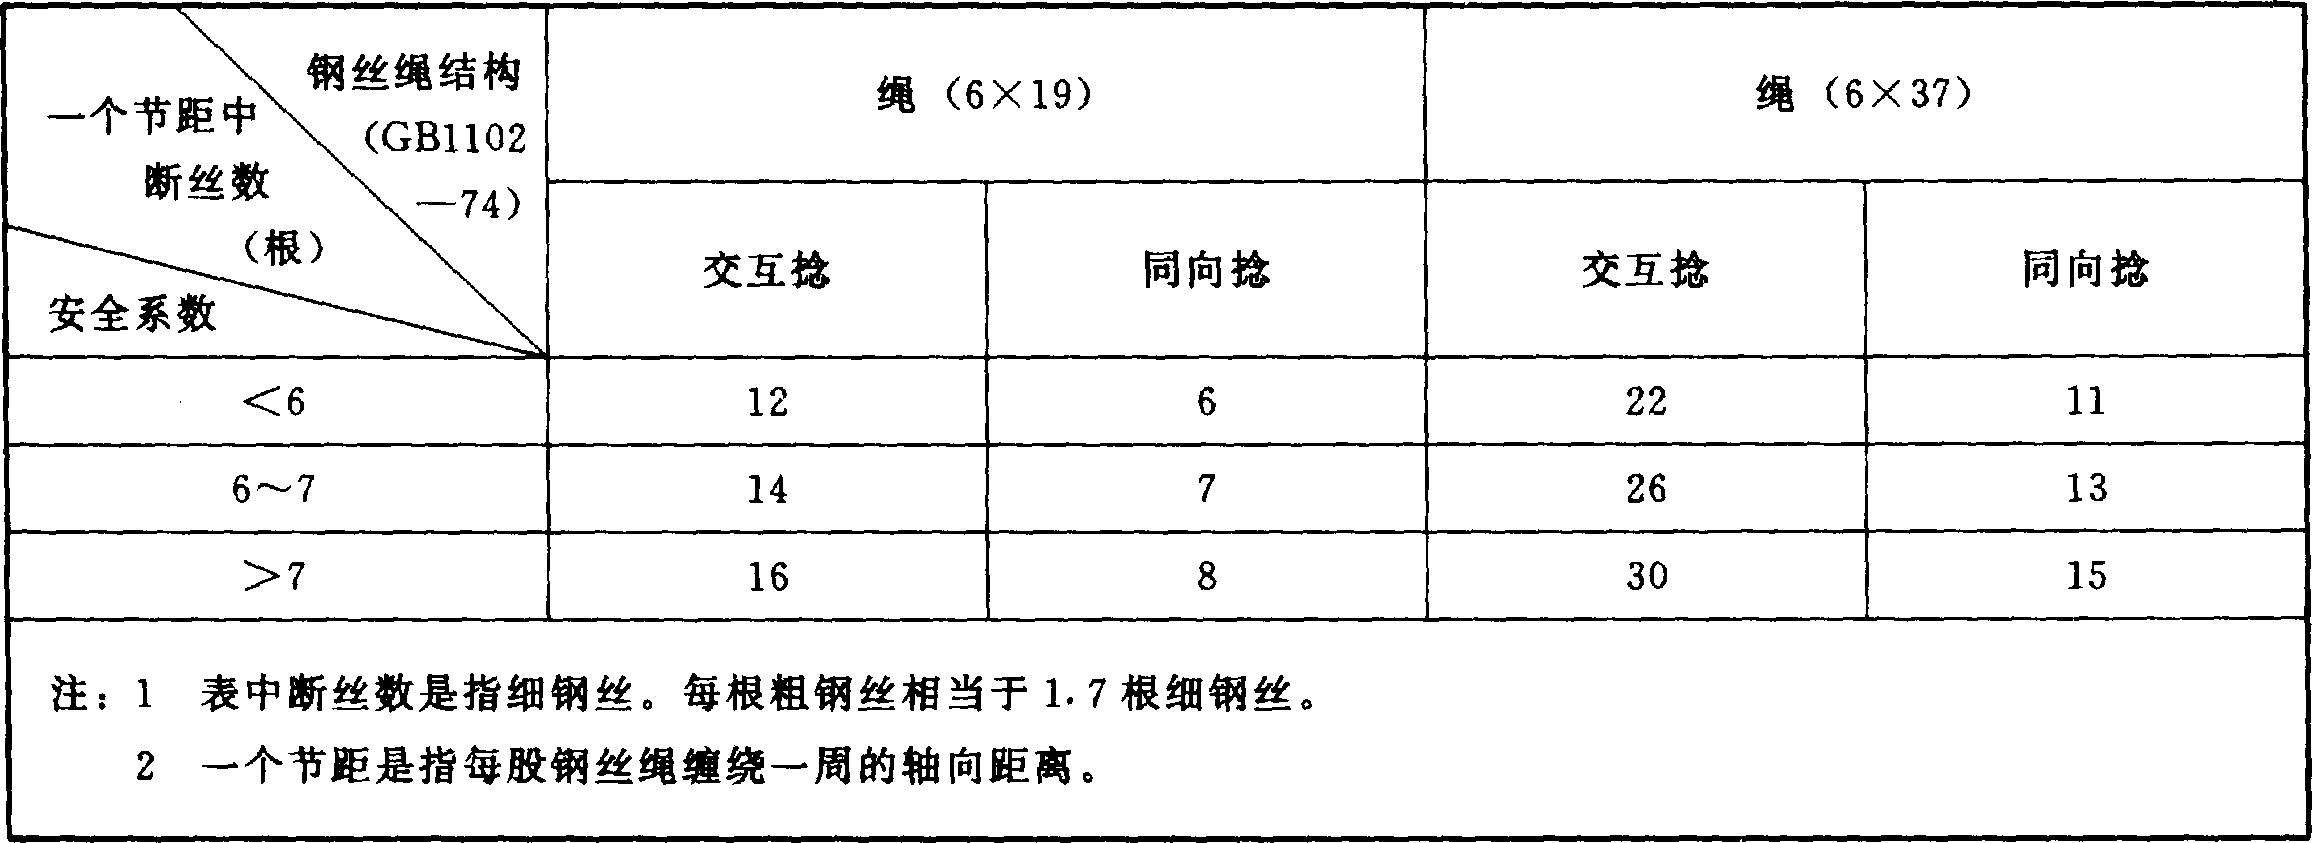 钢丝绳结构
(GB1102
—74)
一个节距中
断丝数
(根)
安全系数
绳 (6×19)
绳 (6×37)
交互捻
同向捻
交互捻
同向捻
<6 12 6 22 11
6~7 14 7 26 13
>7 16 8 30 15
注:1 表中断丝数是指细钢丝。每根粗钢丝相当于1.7根细钢丝。
2 一个节距是指每股钢丝绳缠绕一周的轴向距离。